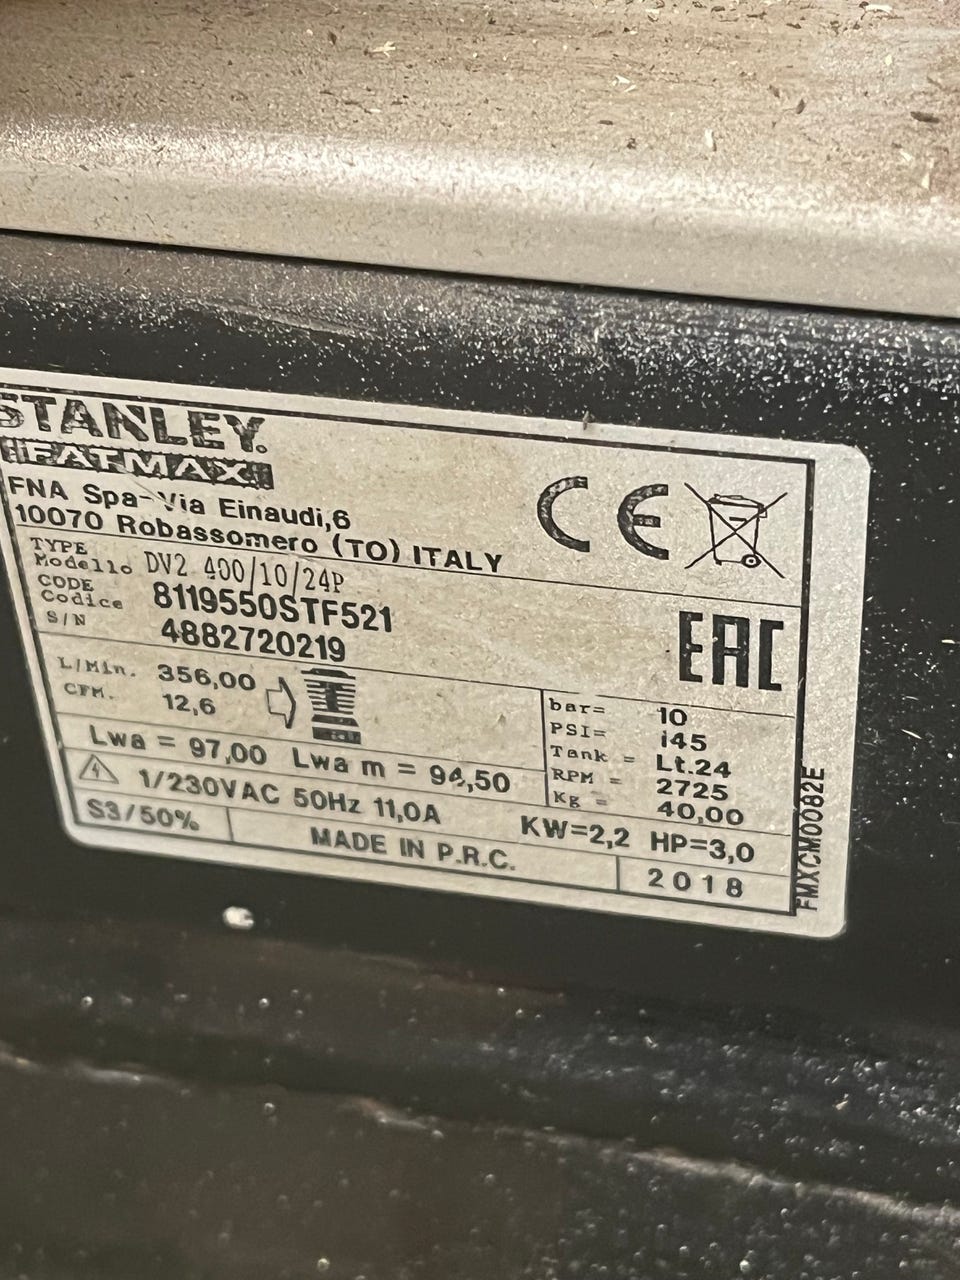 STANLEY.
FATMAX
FNA Spa-Via Einaudi,6
10070 Robassomero (TO) ITALY
CE
TYPE
Modello DV2 400/10/24P
CODE
Codice 8119550STF521
S/N 4882720219
EAC
L/Min. 356,00
CFM. 12,6
bar= 10
PSI= 145
Tank = Lt.24
RPM = 2725
Kg = 40,00
Lwa = 97,00 Lwa m = 94,50
1/230VAC 50Hz 11,0A KW=2,2 HP=3,0
S3/50% MADE IN P.R.C. 2018
FMXCM0082E